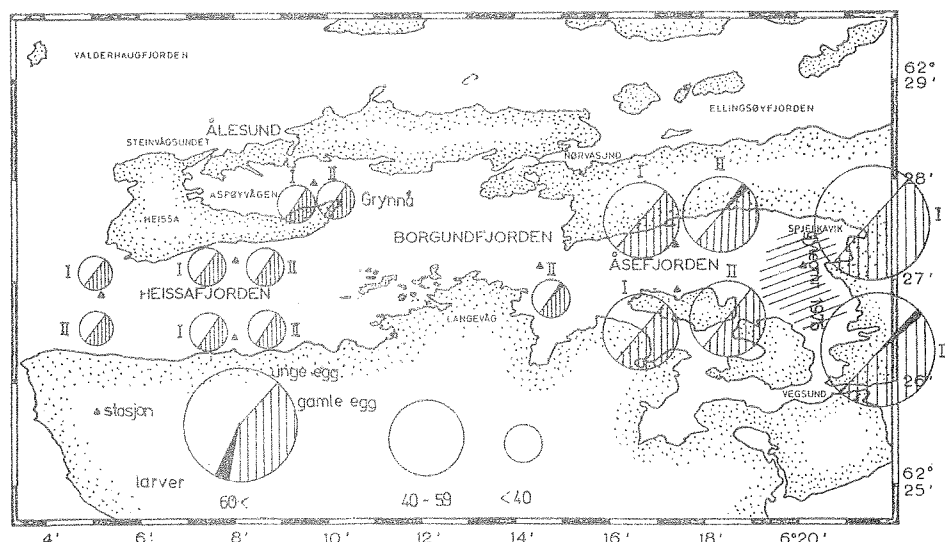 VALDERHAUGFJORDEN
62°
29'
ELLINGSØYFJORDEN
ÅLESUND
STEINVÅGSUNDET
NØRVASUND
28'
I
II
ASPØYVÅGEN
I
II
Grynnå
HEISSA
I
SPJELKAVIK
BORGUNDFJORDEN
ÅSEFJORDEN
27'
I
I
II
II
I
II
HEISSAFJORDEN
1975
II
I
II
LANGEVÅG
26'
unge egg
gamle egg
VEGSUND
stasjon
larver
60<
40-59
<40
62°
25'
4'
6'
8'
10'
12'
14'
16'
18'
6°20'